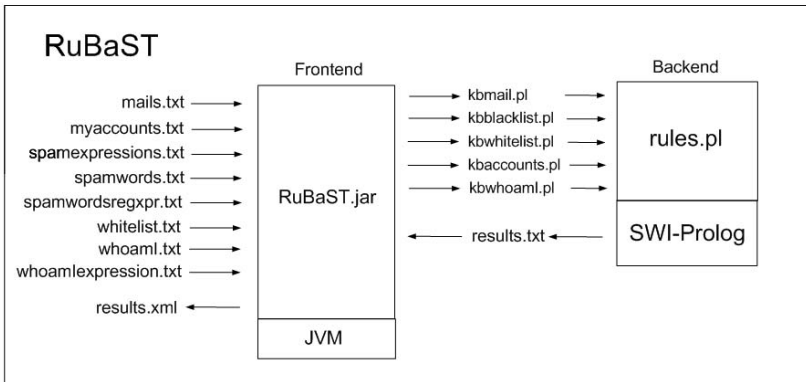 RuBaST
Frontend
Backend
mails.txt
myaccounts.txt
spamexpressions.txt
spamwords.txt
spamwordsregxpr.txt
whitelist.txt
whoamI.txt
whoamIexpression.txt
results.xml
RuBaST.jar
JVM
kbmail.pl
kbblacklist.pl
kbwhitelist.pl
kbaccounts.pl
kbwhoamI.pl
results.txt
rules.pl
SWI-Prolog